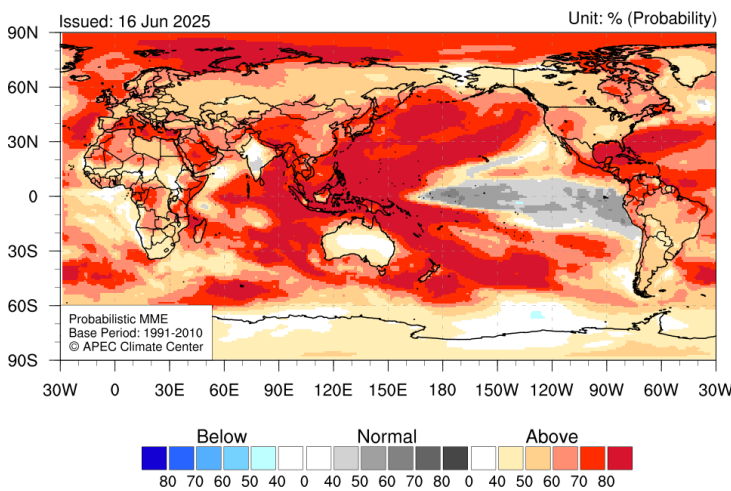 Issued: 16 Jun 2025
Unit: % (Probability)
90N
60N
30N
0
30S
60S
90S
Probabilistic MME
Base Period: 1991-2010
© APEC Climate Center
30W 0 30E 60E 90E 120E 150E 180 150W 120W 90W 60W 30W
Below Normal Above
80 70 60 50 40 0 40 50 60 70 80 0 40 50 60 70 80